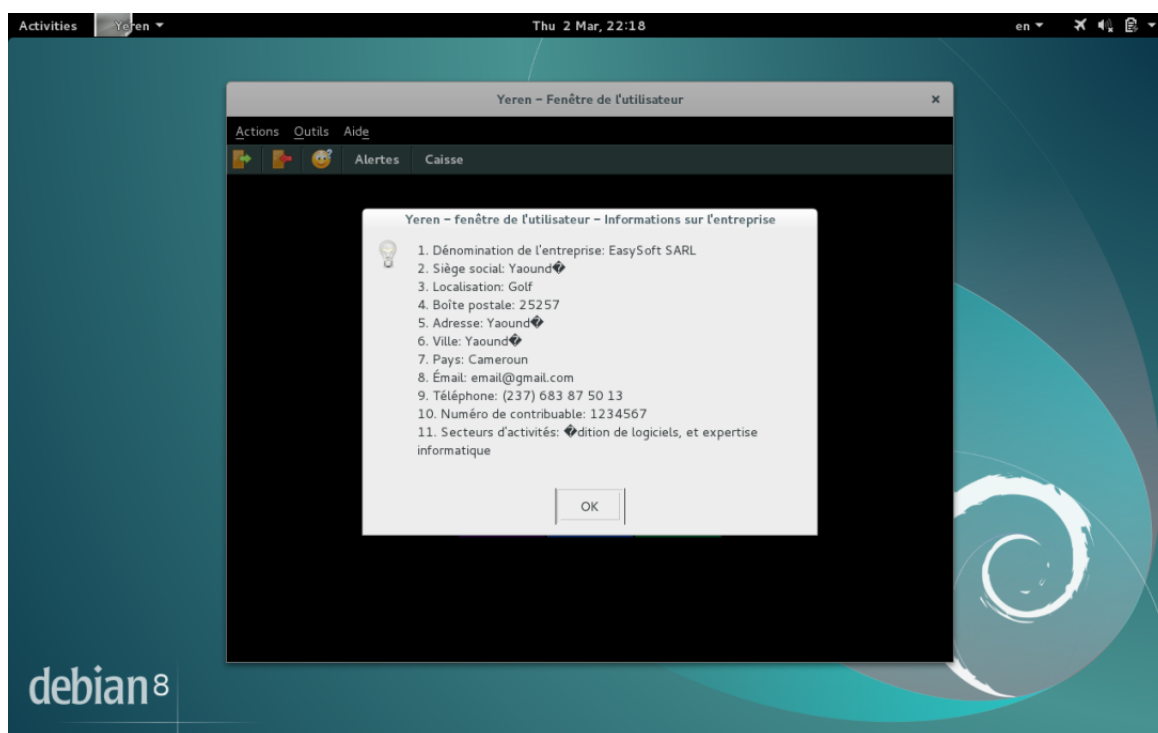 Activities Yeren Thu 2 Mar, 22:18 en
Yeren – Fenêtre de l'utilisateur ×
Actions Outils Aide
Alertes Caisse
Yeren – fenêtre de l'utilisateur – Informations sur l'entreprise
1. Dénomination de l'entreprise: EasySoft SARL
2. Siège social: Yaound�
3. Localisation: Golf
4. Boîte postale: 25257
5. Adresse: Yaound�
6. Ville: Yaound�
7. Pays: Cameroun
8. Émail: email@gmail.com
9. Téléphone: (237) 683 87 50 13
10. Numéro de contribuable: 1234567
11. Secteurs d'activités: �dition de logiciels, et expertise
informatique
OK
debian 8